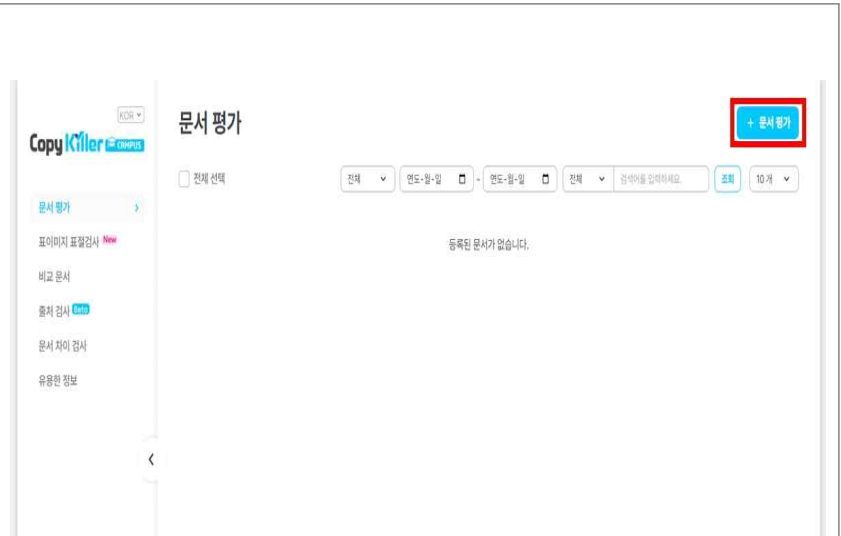 KOR
Copy Killer CAMPUS
문서 평가
+ 문서 평가
전체 선택
전체 연도-월-일 - 연도-월-일 전체 검색어를 입력하세요. 조회 10 개
등록된 문서가 없습니다.
문서 평가
표이미지 표절검사 New
비교 문서
출처 검사 Beta
문서 차이 검사
유용한 정보